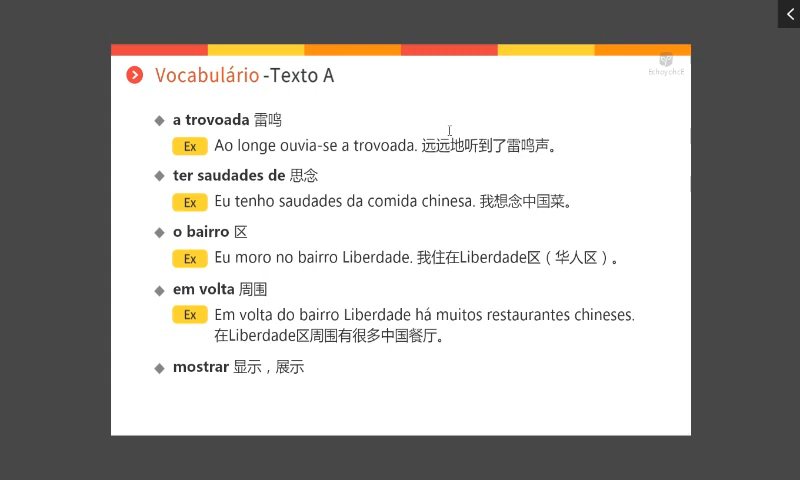 Vocabulário -Texto A
a trovoada 雷鸣
Ex Ao longe ouvia-se a trovoada. 远远地听到了雷鸣声。
ter saudades de 思念
Ex Eu tenho saudades da comida chinesa. 我想念中国菜。
o bairro 区
Ex Eu moro no bairro Liberdade. 我住在Liberdade区（华人区）。
em volta 周围
Ex Em volta do bairro Liberdade há muitos restaurantes chineses.
在Liberdade区周围有很多中国餐厅。
mostrar 显示，展示